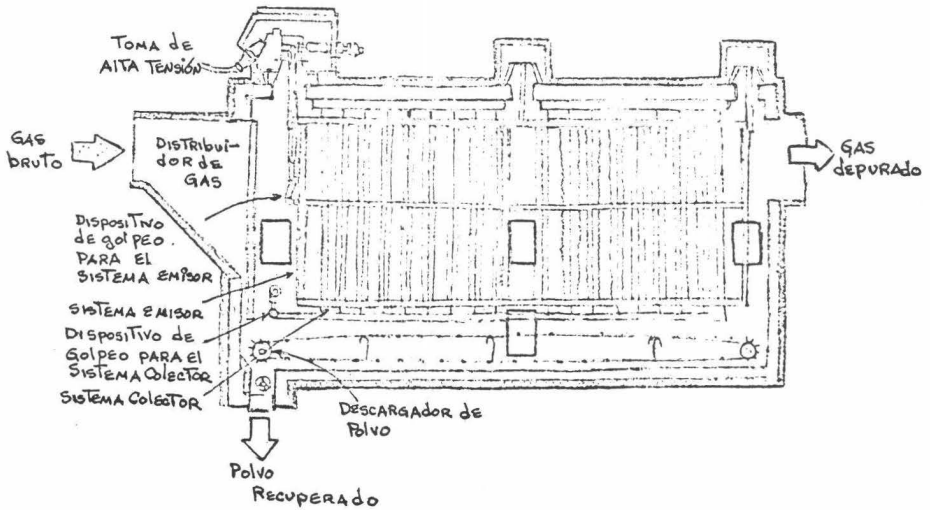 TOMA de
ALTA TENSIÓN
GAS
bRUTO
DISTRIBUI-
dOR dE
GAS
GAS
dEPURADO
DISPOSITIVO
de golpEO.
PARA El
SISTEMA EMISOR
SISTEMA EMISOR
DISPOSITIVO de
GOLPEO PARA El
SISTEMA COLECTOR
SISTEMA COLECTOR
DESCARGADOR de
Polvo
Polvo
RECUPERAdo